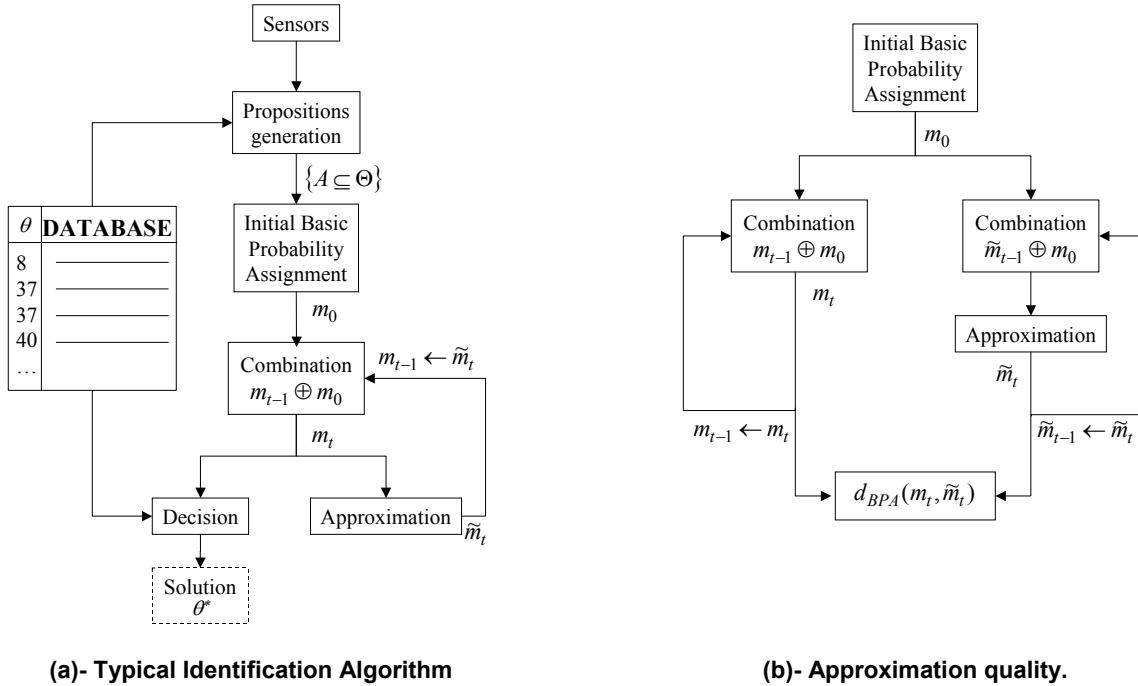 Sensors
Propositions
generation
{A ⊆ Θ}
θ DATABASE
8
37
37
40
...
Initial Basic
Probability
Assignment
m₀
Combination
mₜ₋₁ ⊕ m₀
mₜ₋₁ ← m̃ₜ
mₜ
Decision
Approximation
m̃ₜ
Solution
θ*
(a)- Typical Identification Algorithm
Initial Basic
Probability
Assignment
m₀
Combination
mₜ₋₁ ⊕ m₀
mₜ
Combination
m̃ₜ₋₁ ⊕ m₀
Approximation
m̃ₜ
mₜ₋₁ ← mₜ
m̃ₜ₋₁ ← m̃ₜ
d_BPA(mₜ, m̃ₜ)
(b)- Approximation quality.